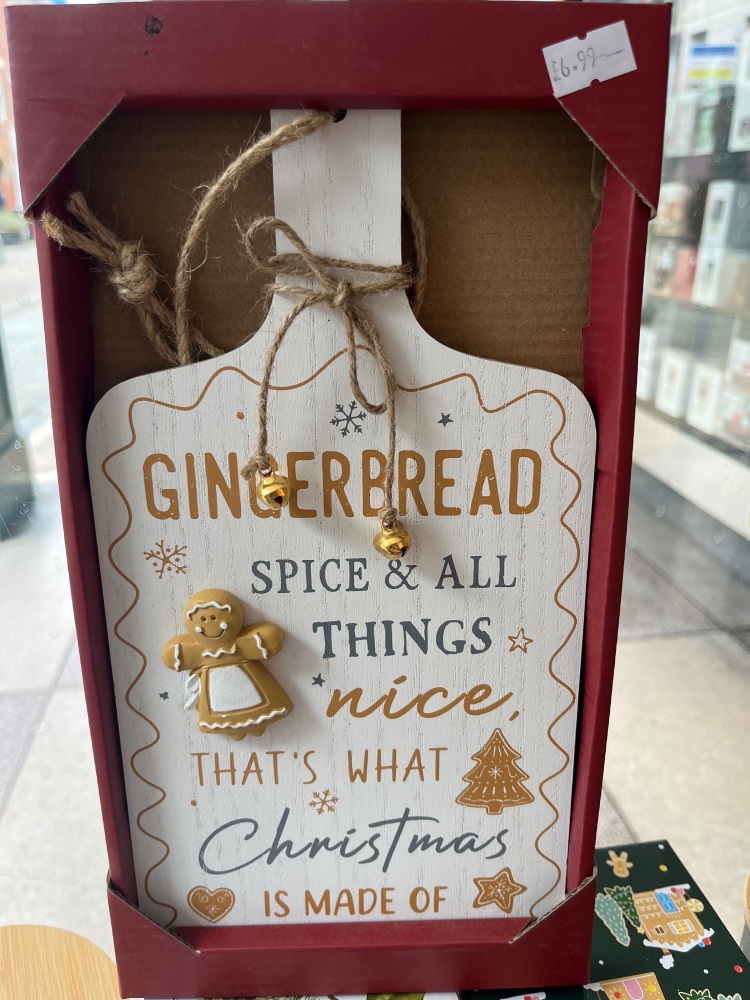 £6.99
GINGERBREAD
SPICE & ALL
THINGS
nice,
THAT'S WHAT
Christmas
IS MADE OF